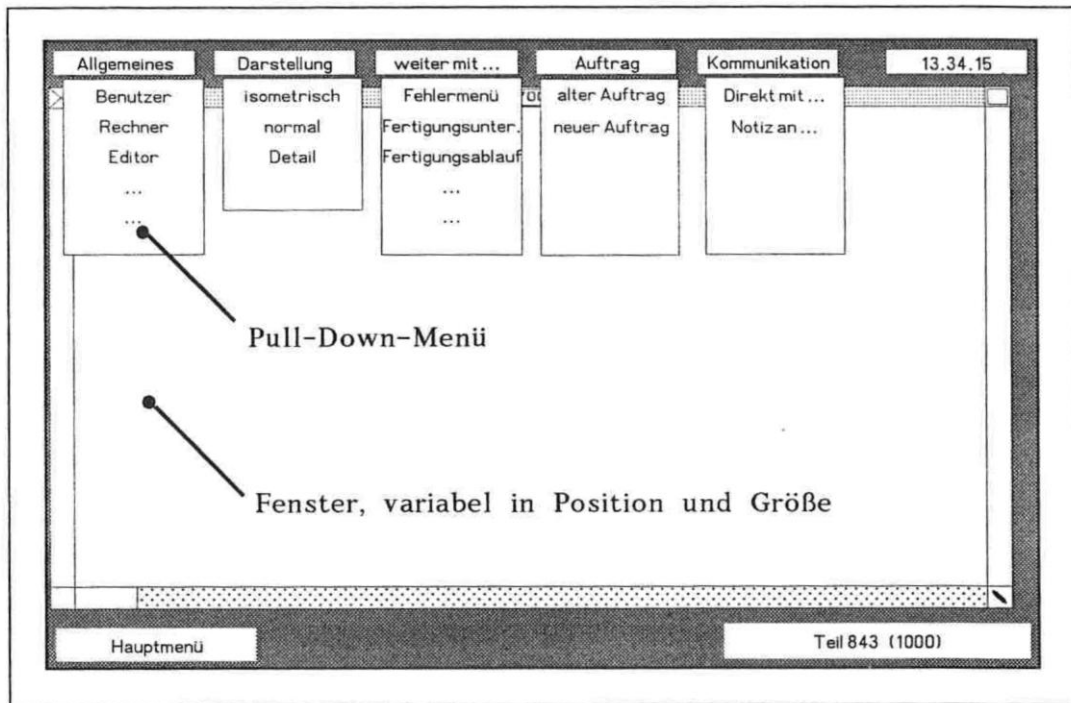 Allgemeines Darstellung weiter mit ... Auftrag Kommunikation 13.34.15
Benutzer isometrisch Fehlermenü alter Auftrag Direkt mit ...
Rechner normal Fertigungsunter. neuer Auftrag Notiz an ...
Editor Detail Fertigungsablauf
... ...
... ...
Pull-Down-Menü
Fenster, variabel in Position und Größe
Hauptmenü Teil 843 (1000)